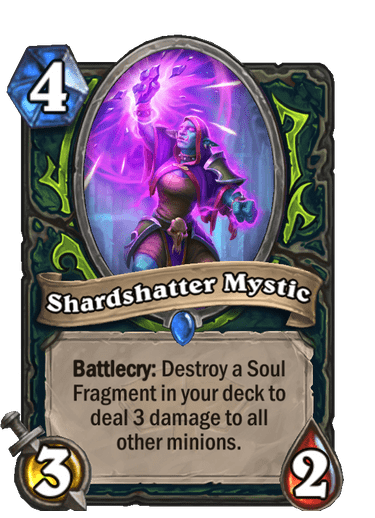 4
Shardshatter Mystic
Battlecry: Destroy a Soul
Fragment in your deck to
deal 3 damage to all
other minions.
3
2